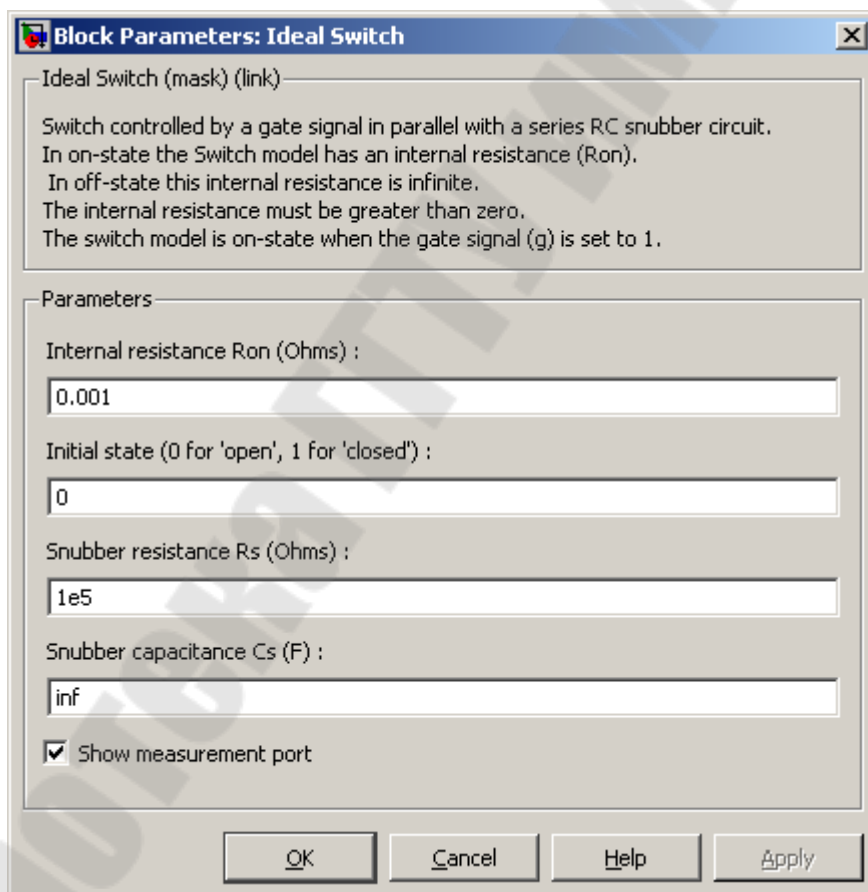 Block Parameters: Ideal Switch
Ideal Switch (mask) (link)
Switch controlled by a gate signal in parallel with a series RC snubber circuit.
In on-state the Switch model has an internal resistance (Ron).
In off-state this internal resistance is infinite.
The internal resistance must be greater than zero.
The switch model is on-state when the gate signal (g) is set to 1.
Parameters
Internal resistance Ron (Ohms) :
0.001
Initial state (0 for 'open', 1 for 'closed') :
0
Snubber resistance Rs (Ohms) :
1e5
Snubber capacitance Cs (F) :
inf
Show measurement port
OK
Cancel
Help
Apply